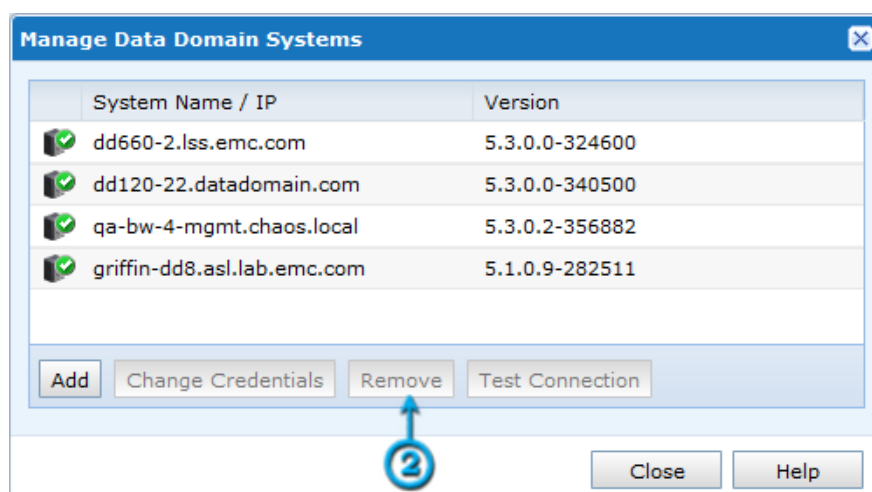 Manage Data Domain Systems
System Name / IP Version
dd660-2.lss.emc.com 5.3.0.0-324600
dd120-22.datadomain.com 5.3.0.0-340500
qa-bw-4-mgmt.chaos.local 5.3.0.2-356882
griffin-dd8.asl.lab.emc.com 5.1.0.9-282511
Add Change Credentials Remove Test Connection
2
Close Help